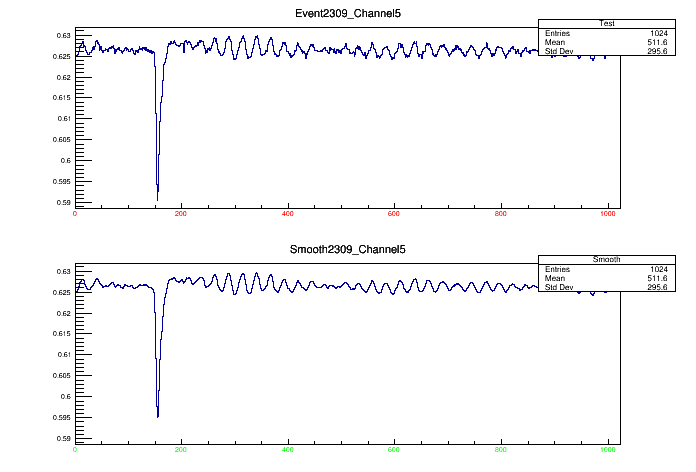 Event2309_Channel5
Test
Entries 1024
Mean 511.6
Std Dev 295.6
0.63
0.625
0.62
0.615
0.61
0.605
0.6
0.595
0.59
0 200 400 600 800 1000
Smooth2309_Channel5
Smooth
Entries 1024
Mean 511.6
Std Dev 295.6
0.63
0.625
0.62
0.615
0.61
0.605
0.6
0.595
0.59
0 200 400 600 800 1000